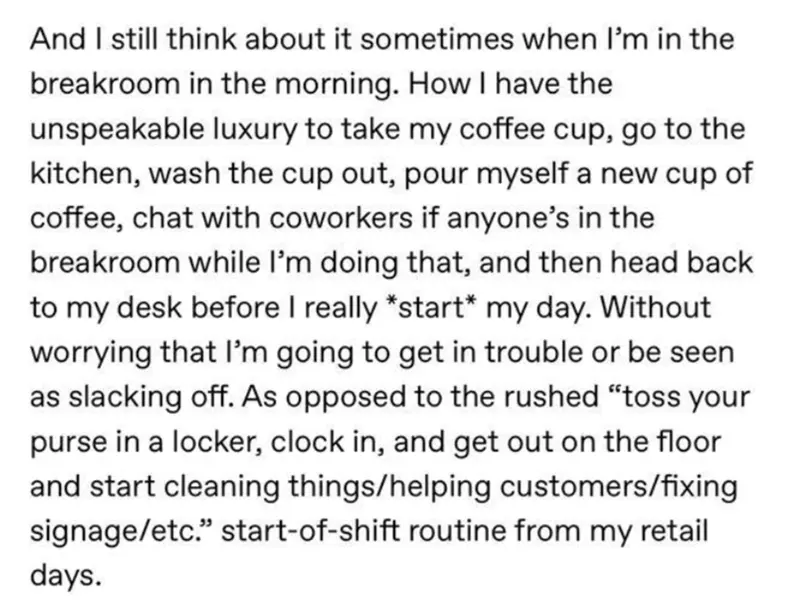 And I still think about it sometimes when I’m in the
breakroom in the morning. How I have the
unspeakable luxury to take my coffee cup, go to the
kitchen, wash the cup out, pour myself a new cup of
coffee, chat with coworkers if anyone’s in the
breakroom while I’m doing that, and then head back
to my desk before I really *start* my day. Without
worrying that I’m going to get in trouble or be seen
as slacking off. As opposed to the rushed “toss your
purse in a locker, clock in, and get out on the floor
and start cleaning things/helping customers/fixing
signage/etc.” start-of-shift routine from my retail
days.